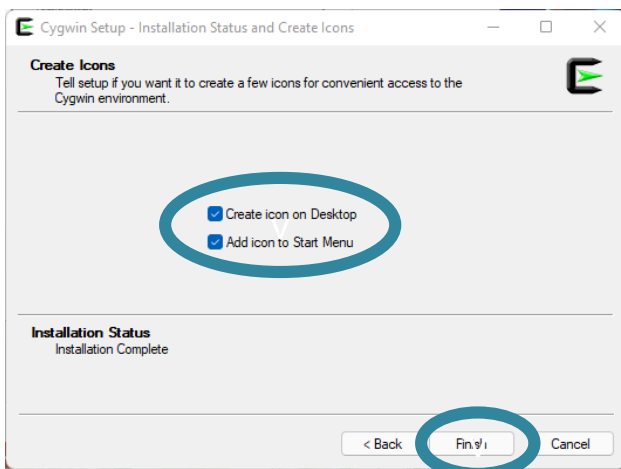 Cygwin Setup - Installation Status and Create Icons
Create Icons
Tell setup if you want it to create a few icons for convenient access to the
Cygwin environment.
Create icon on Desktop
Add icon to Start Menu
Installation Status
Installation Complete
< Back Finish Cancel